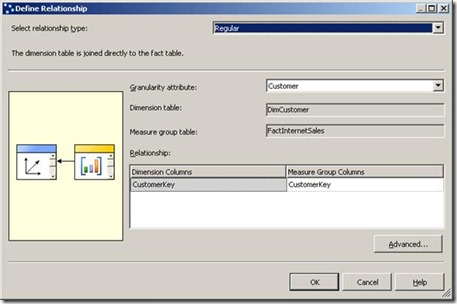 Define Relationship
Select relationship type:
Regular
The dimension table is joined directly to the fact table.
Granularity attribute:
Customer
Dimension table:
DimCustomer
Measure group table:
FactInternetSales
Relationship:
Dimension Columns Measure Group Columns
CustomerKey CustomerKey
Advanced...
OK Cancel Help